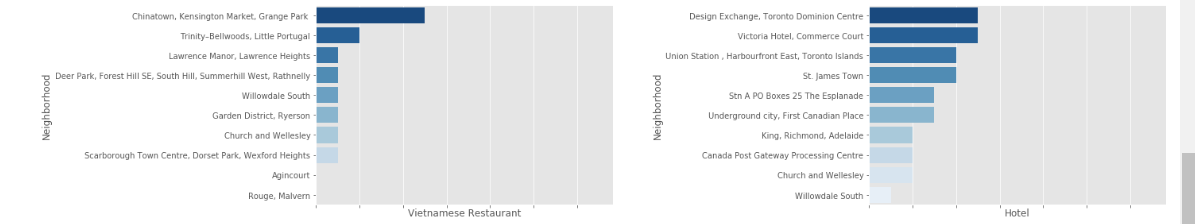 Neighborhood
Chinatown, Kensington Market, Grange Park
Trinity–Bellwoods, Little Portugal
Lawrence Manor, Lawrence Heights
Deer Park, Forest Hill SE, South Hill, Summerhill West, Rathnelly
Willowdale South
Garden District, Ryerson
Church and Wellesley
Scarborough Town Centre, Dorset Park, Wexford Heights
Agincourt
Rouge, Malvern
Vietnamese Restaurant
Neighborhood
Design Exchange, Toronto Dominion Centre
Victoria Hotel, Commerce Court
Union Station , Harbourfront East, Toronto Islands
St. James Town
Stn A PO Boxes 25 The Esplanade
Underground city, First Canadian Place
King, Richmond, Adelaide
Canada Post Gateway Processing Centre
Church and Wellesley
Willowdale South
Hotel